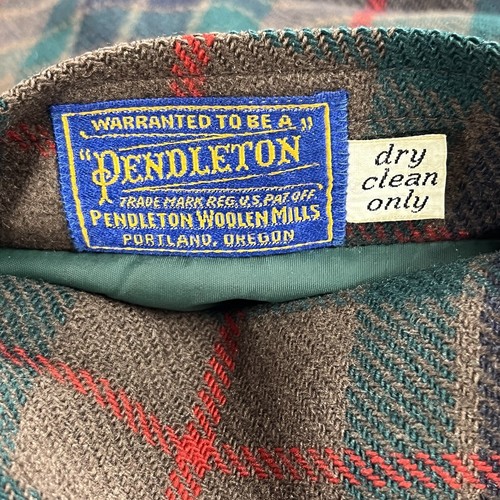 WARRANTED TO BE A
"PENDLETON"
TRADE MARK REG. U.S. PAT. OFF.
PENDLETON WOOLEN MILLS
PORTLAND, OREGON
dry
clean
only